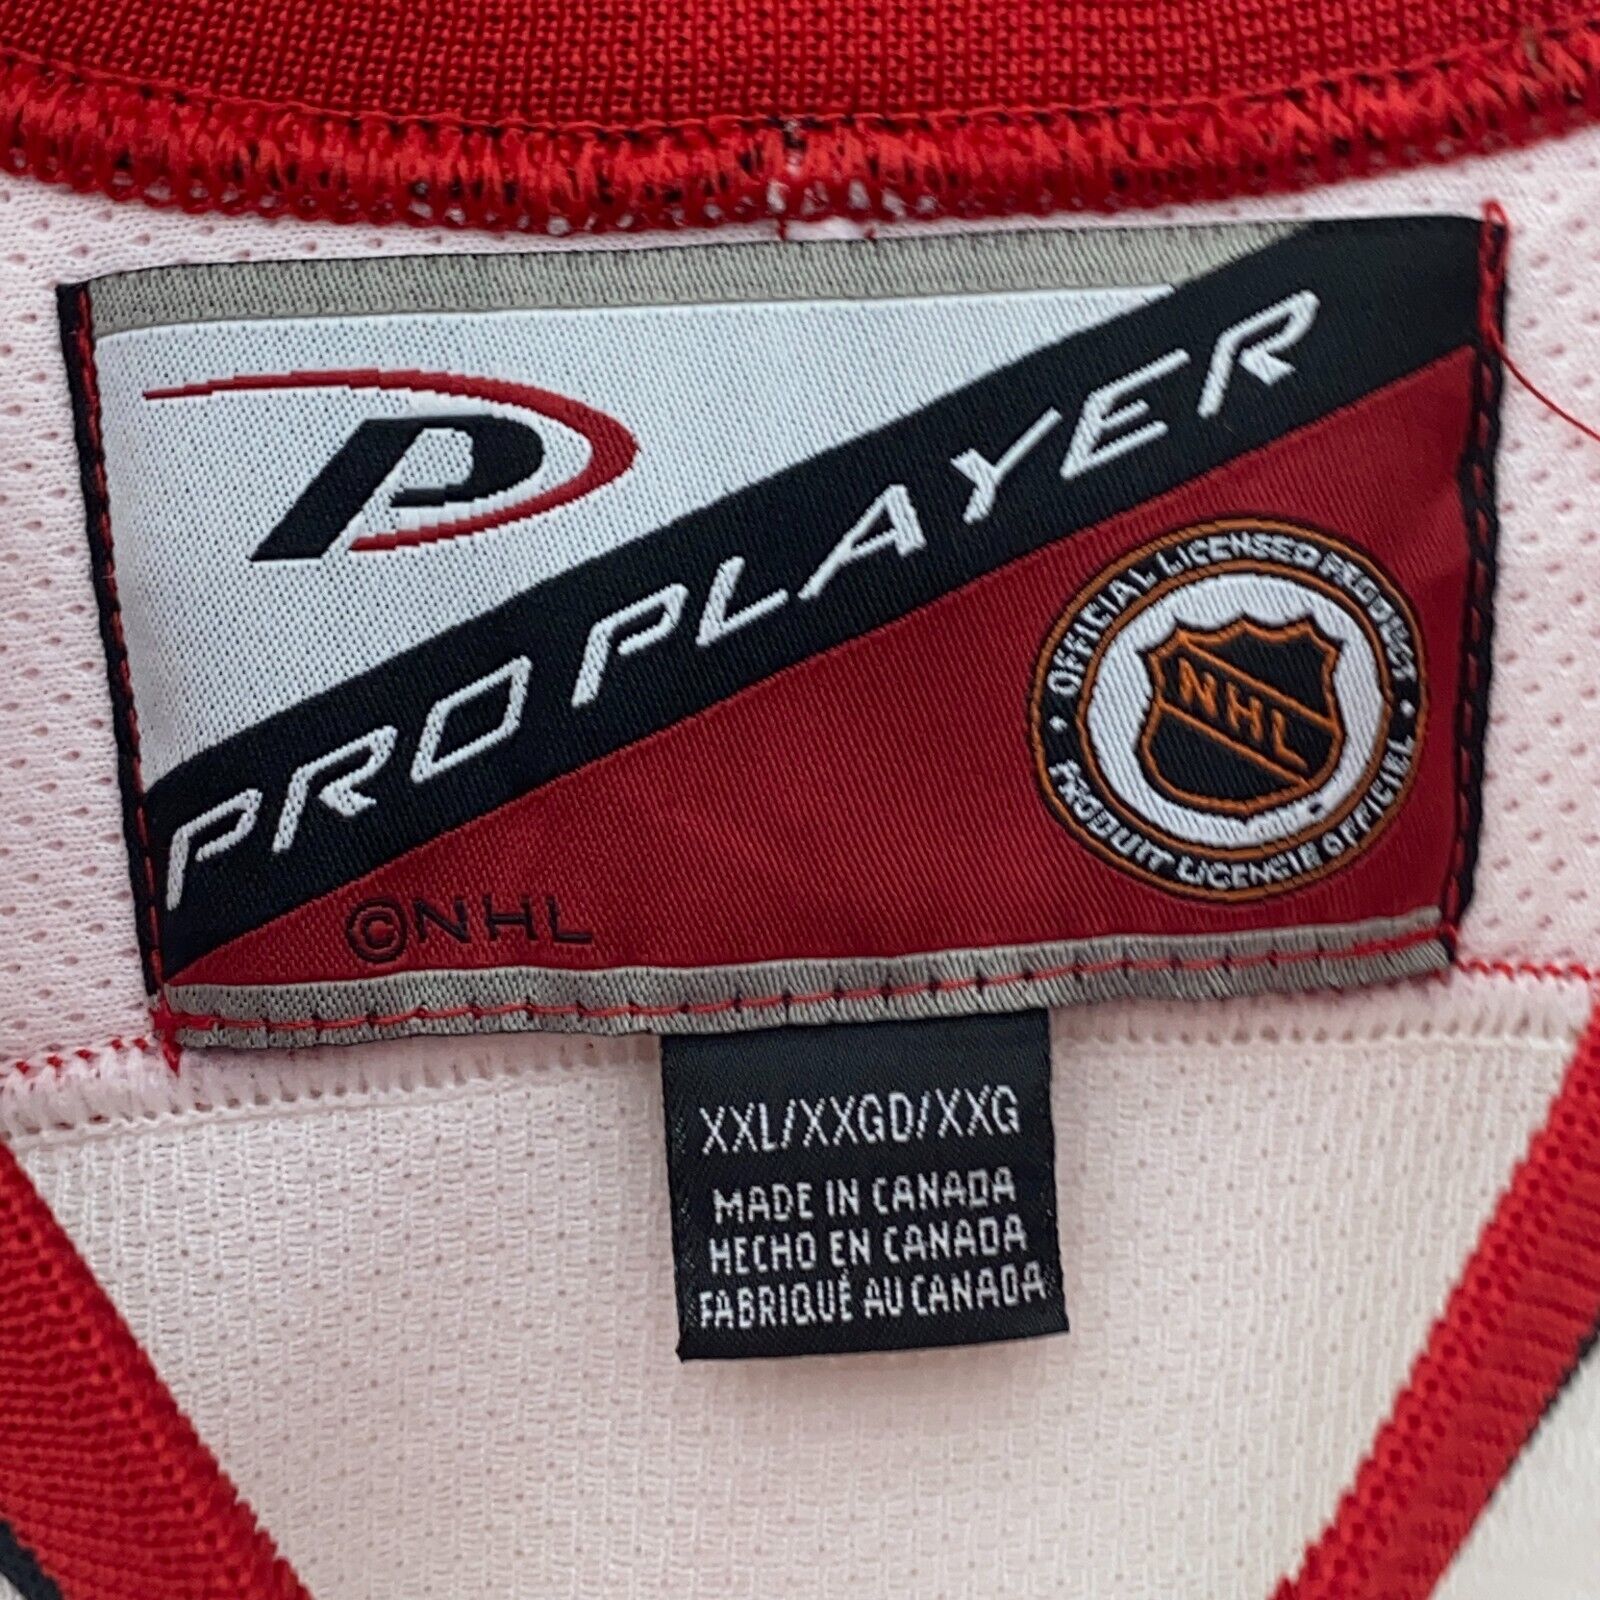 P
PRO PLAYER
©NHL
• OFFICIAL LICENSED PRODUCT •
NHL
PRODUIT LICENCIE OFFICIEL
XXL/XXGD/XXG
MADE IN CANADA
HECHO EN CANADA
FABRIQUÉ AU CANADA